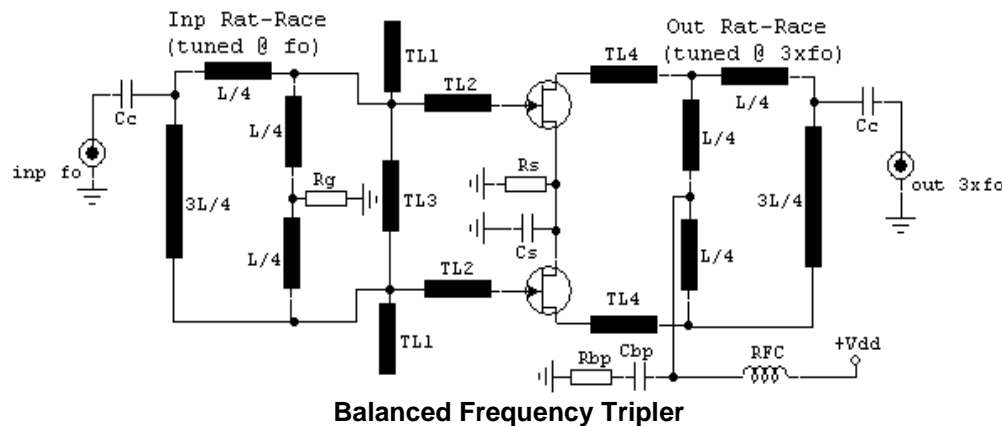 Inp Rat-Race
(tuned @ fo)
Out Rat-Race
(tuned @ 3xfo)
TL1
TL4
L/4
TL2
L/4
Cc
Cc
L/4
L/4
Rs
inp fo
Rg
out 3xfo
3L/4
TL3
3L/4
Cs
L/4
TL2
L/4
TL4
TL1
Rbp
Cbp
RFC
+Vdd
Balanced Frequency Tripler